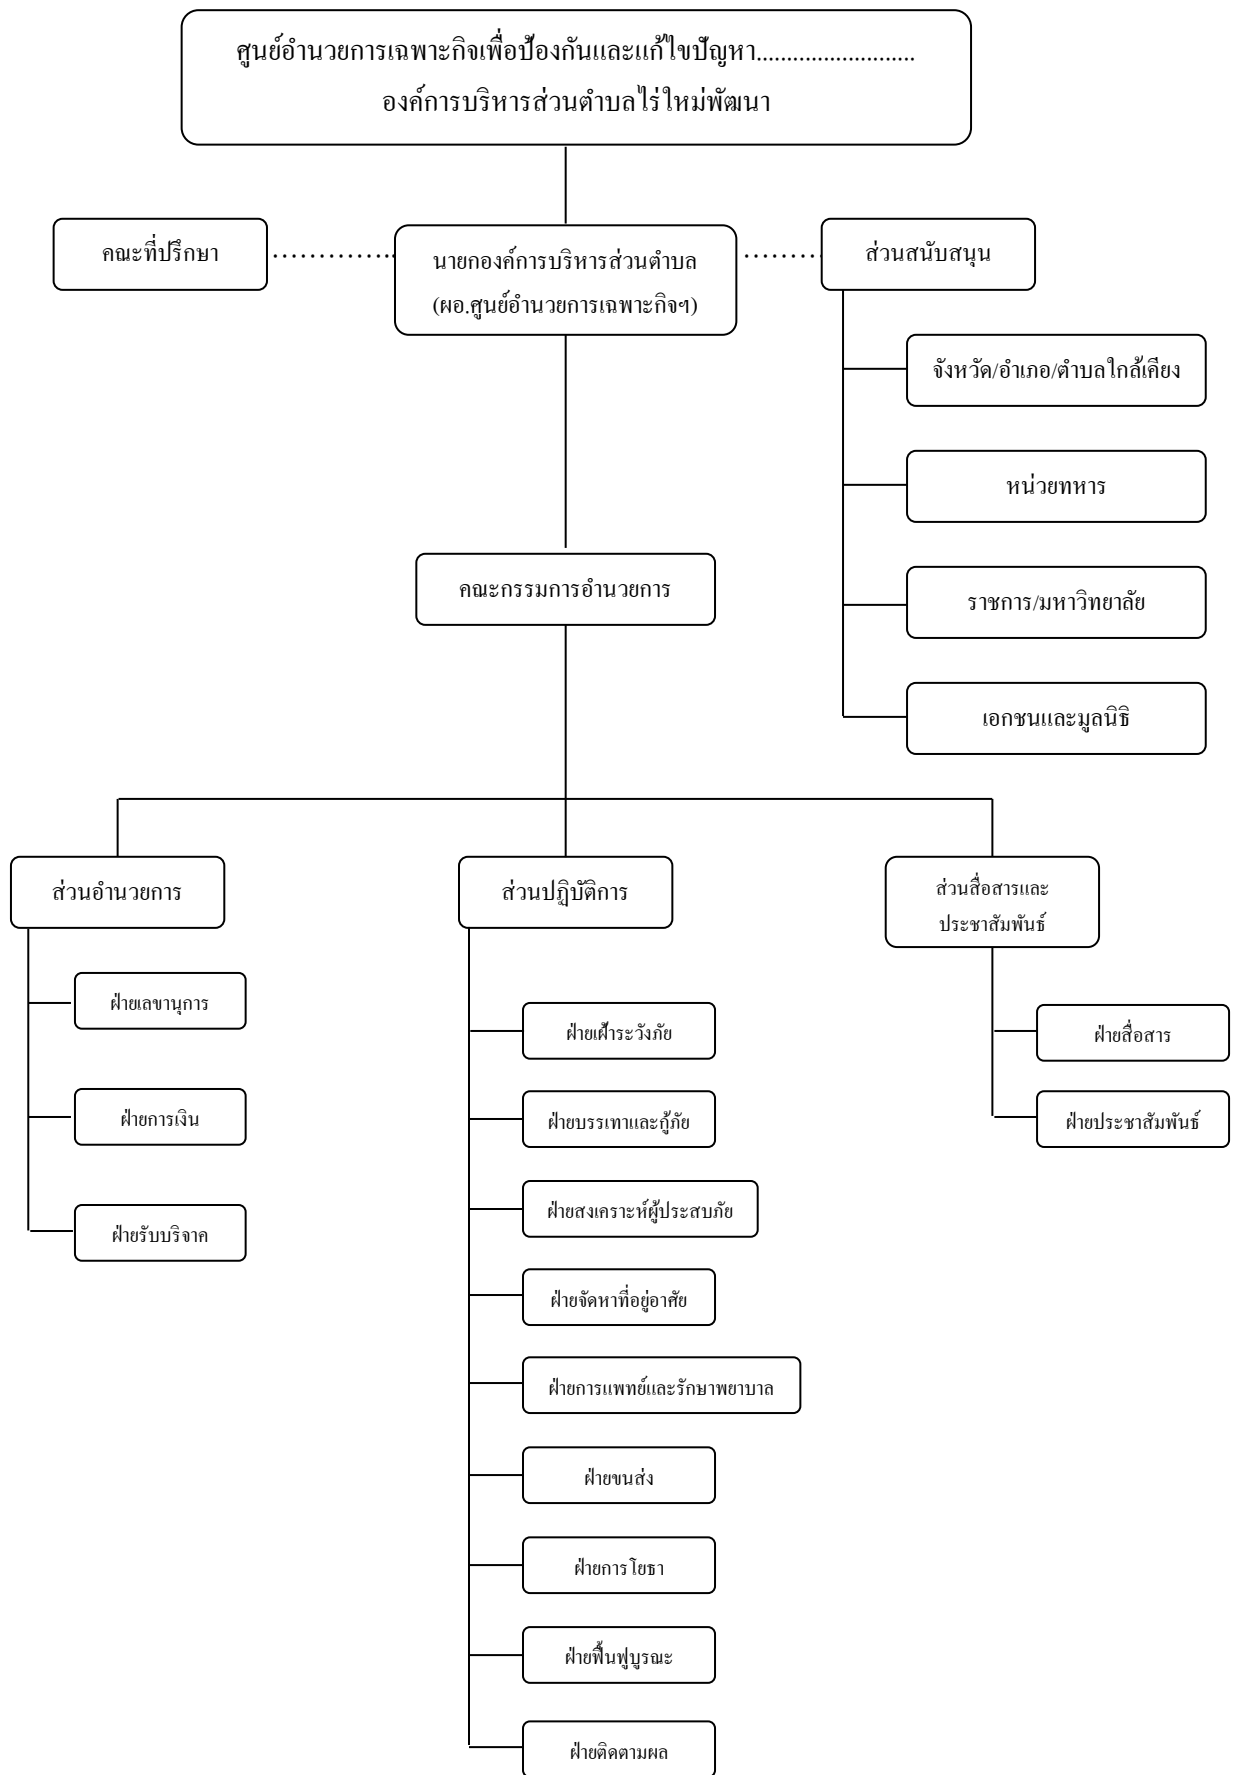 ศูนย์อำนวยการเฉพาะกิจเพื่อป้องกันและแก้ไขปัญหา..........................
องค์การบริหารส่วนตำบลไร่ใหม่พัฒนา
คณะที่ปรึกษา
นายกองค์การบริหารส่วนตำบล
(ผอ.ศูนย์อำนวยการเฉพาะกิจฯ)
ส่วนสนับสนุน
จังหวัด/อำเภอ/ตำบลใกล้เคียง
หน่วยทหาร
ราชการ/มหาวิทยาลัย
เอกชนและมูลนิธิ
คณะกรรมการอำนวยการ
ส่วนอำนวยการ
ฝ่ายเลขานุการ
ฝ่ายการเงิน
ฝ่ายรับบริจาค
ส่วนปฏิบัติการ
ฝ่ายเฝ้าระวังภัย
ฝ่ายบรรเทาและกู้ภัย
ฝ่ายสงเคราะห์ผู้ประสบภัย
ฝ่ายจัดหาที่อยู่อาศัย
ฝ่ายการแพทย์และรักษาพยาบาล
ฝ่ายขนส่ง
ฝ่ายการโยธา
ฝ่ายฟื้นฟูบูรณะ
ฝ่ายติดตามผล
ส่วนสื่อสารและ
ประชาสัมพันธ์
ฝ่ายสื่อสาร
ฝ่ายประชาสัมพันธ์